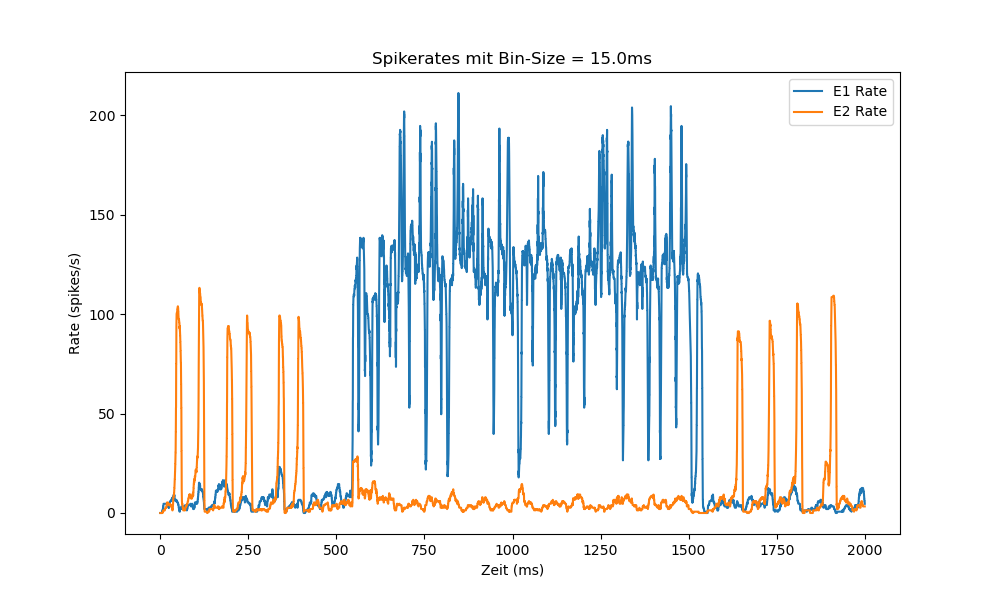 Spikerates mit Bin-Size = 15.0ms
E1 Rate
E2 Rate
Rate (spikes/s)
200
150
100
50
0
0 250 500 750 1000 1250 1500 1750 2000
Zeit (ms)